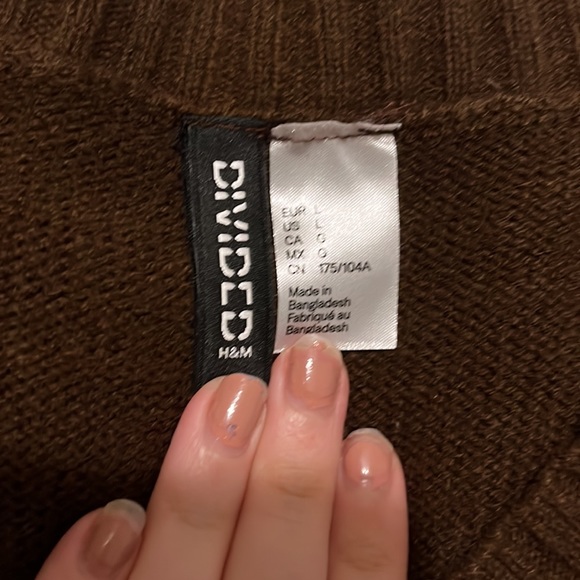 DIVIDED
H&M
EUR L
US L
CA G
MX G
CN 175/104A
Made in
Bangladesh
Fabriqué au
Bangladesh